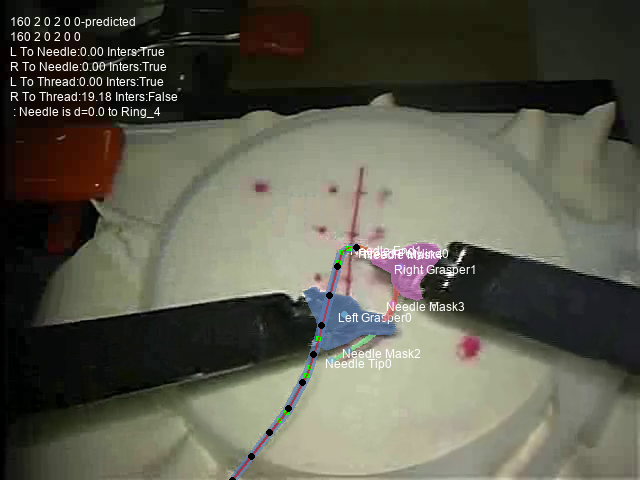 160 2 0 2 0 0-predicted
160 2 0 2 0 0
L To Needle:0.00 Inters:True
R To Needle:0.00 Inters:True
L To Thread:0.00 Inters:True
R To Thread:19.18 Inters:False
: Needle is d=0.0 to Ring_4
Right Grasper1
Needle Mask3
Left Grasper0
Needle Mask2
Needle Tip0